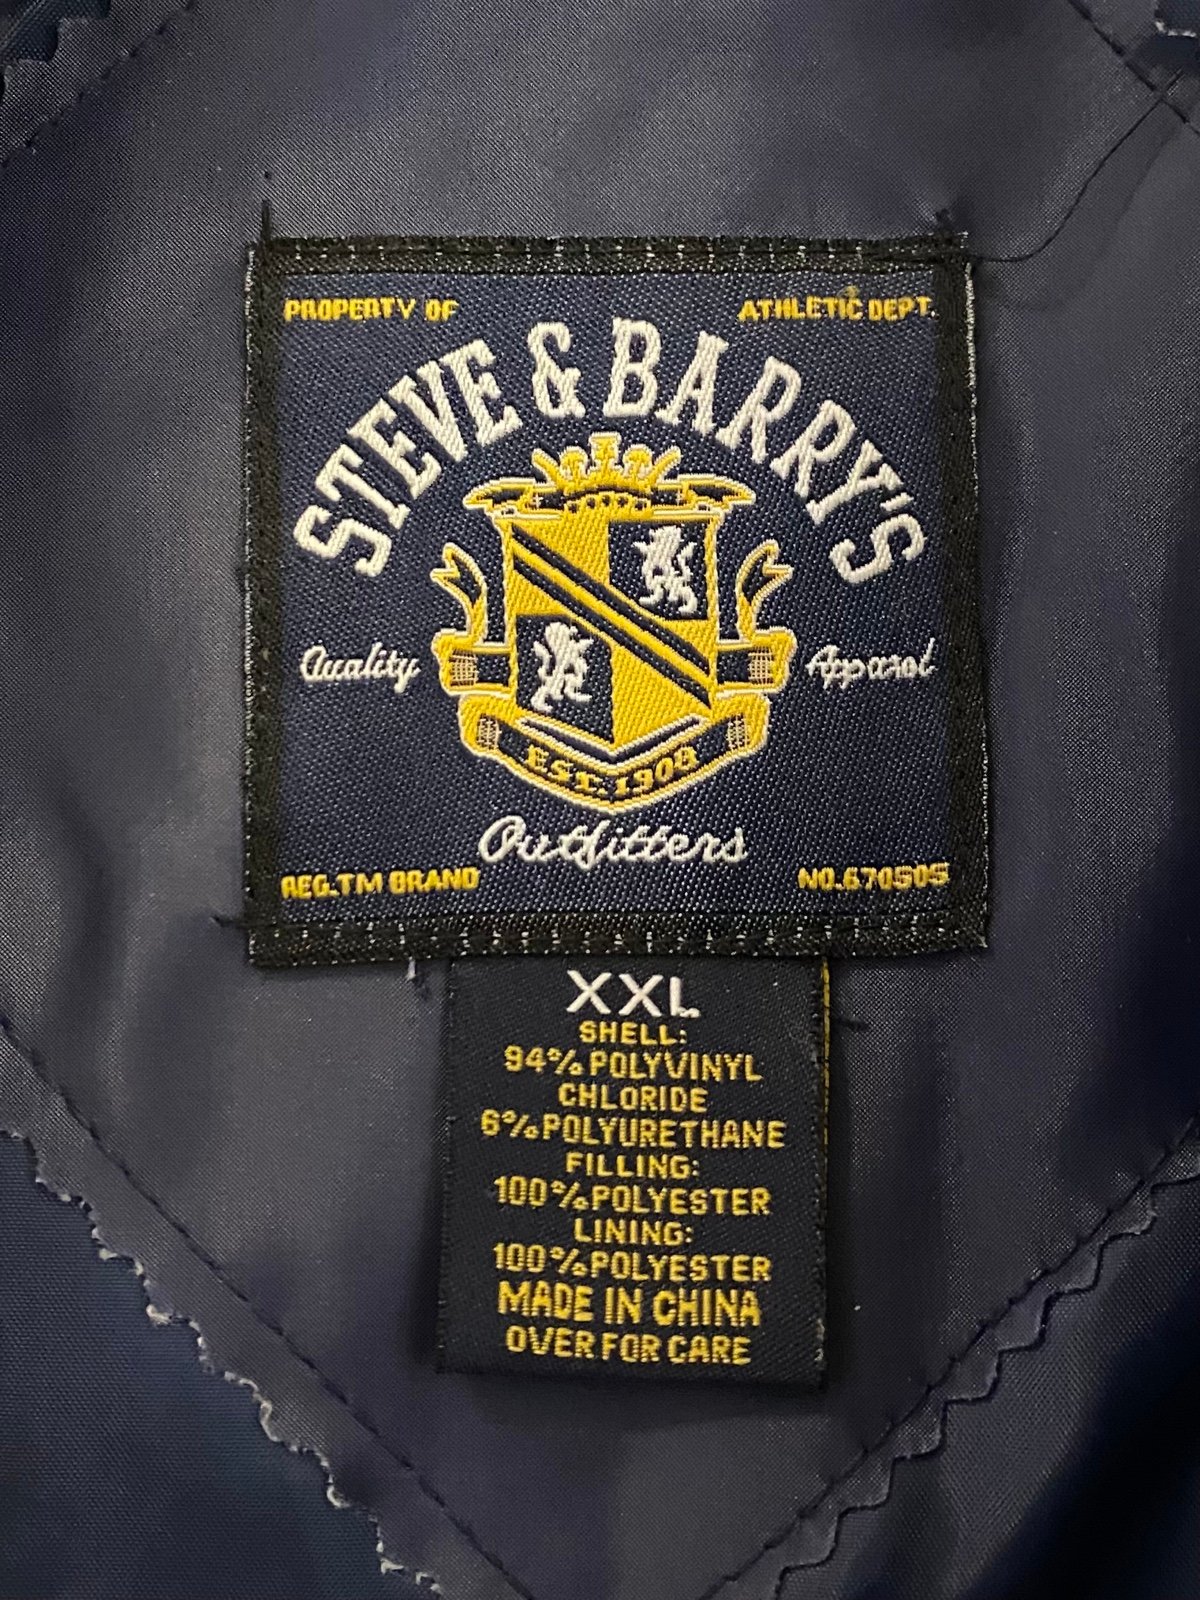 PROPERTY OF ATHLETIC DEPT.
STEVE & BARRY'S
Quality Apparel
EST. 1908
Outfitters
REG.TM BRAND NO.670505
XXL
SHELL:
94% POLYVINYL
CHLORIDE
6% POLYURETHANE
FILLING:
100% POLYESTER
LINING:
100% POLYESTER
MADE IN CHINA
OVER FOR CARE